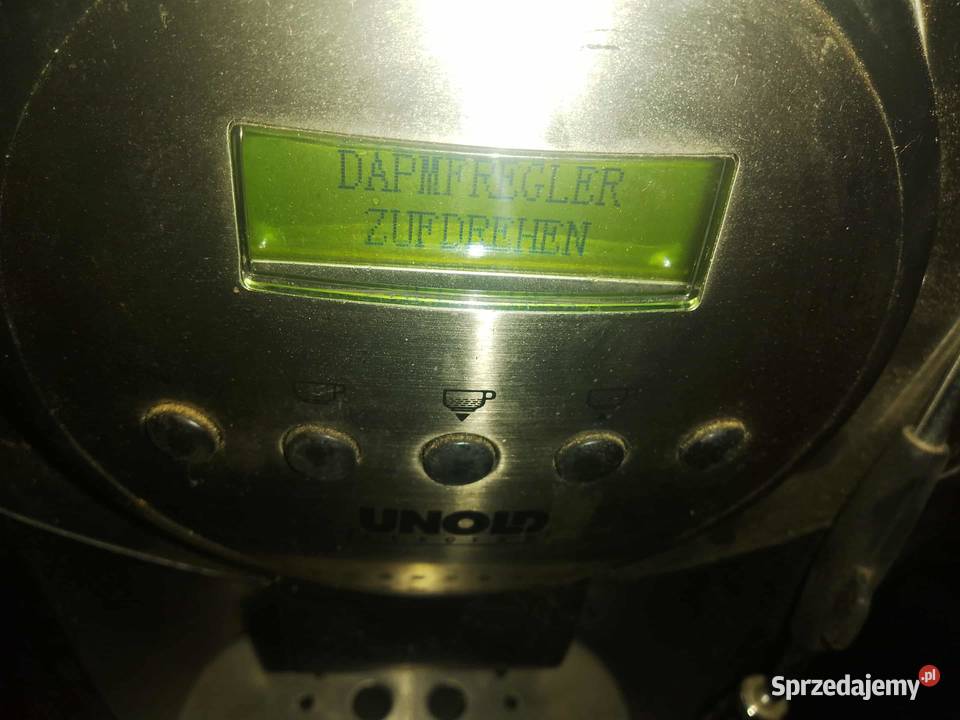 DAPMFREGLER
ZUFDREHEN
UNOLD
Sprzedajemy.pl